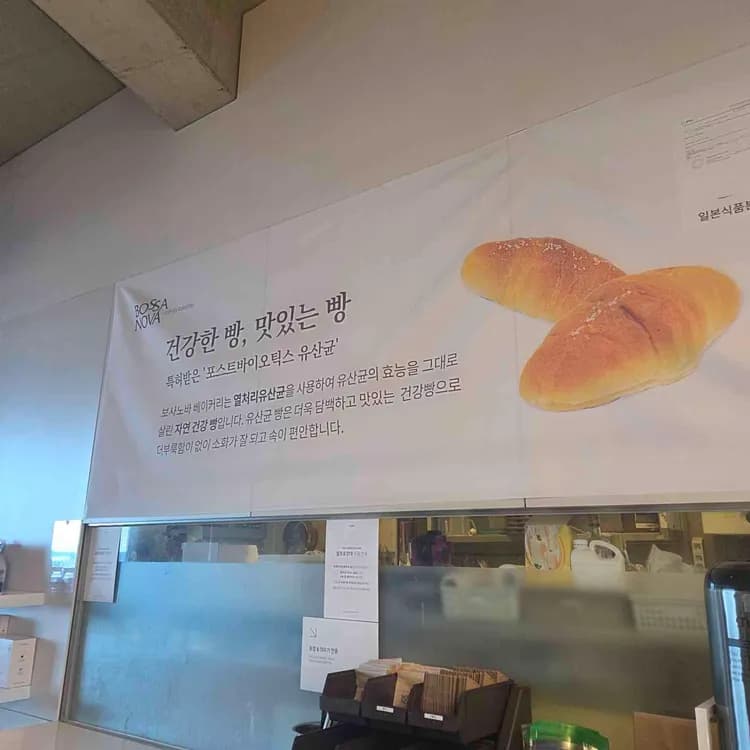 BOSSA
NOVA
건강한 빵, 맛있는 빵
특허받은 '포스트바이오틱스 유산균'
보사노바 베이커리는 열처리유산균을 사용하여 유산균의 효능을 그대로
살린 자연 건강 빵입니다. 유산균 빵은 더욱 담백하고 맛있는 건강빵으로
더부룩함이 없이 소화가 잘 되고 속이 편안합니다.
일본식품분